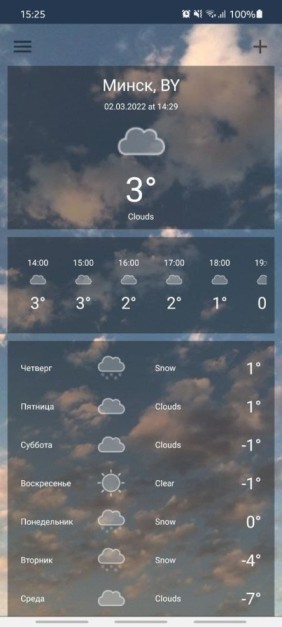 15:25 100%
Минск, BY
02.03.2022 at 14:29
3°
Clouds
14:00 15:00 16:00 17:00 18:00 19:
3° 3° 2° 2° 1° 0
Четверг Snow 1°
Пятница Clouds 1°
Суббота Clouds -1°
Воскресенье Clear -1°
Понедельник Snow 0°
Вторник Snow -4°
Среда Clouds -7°